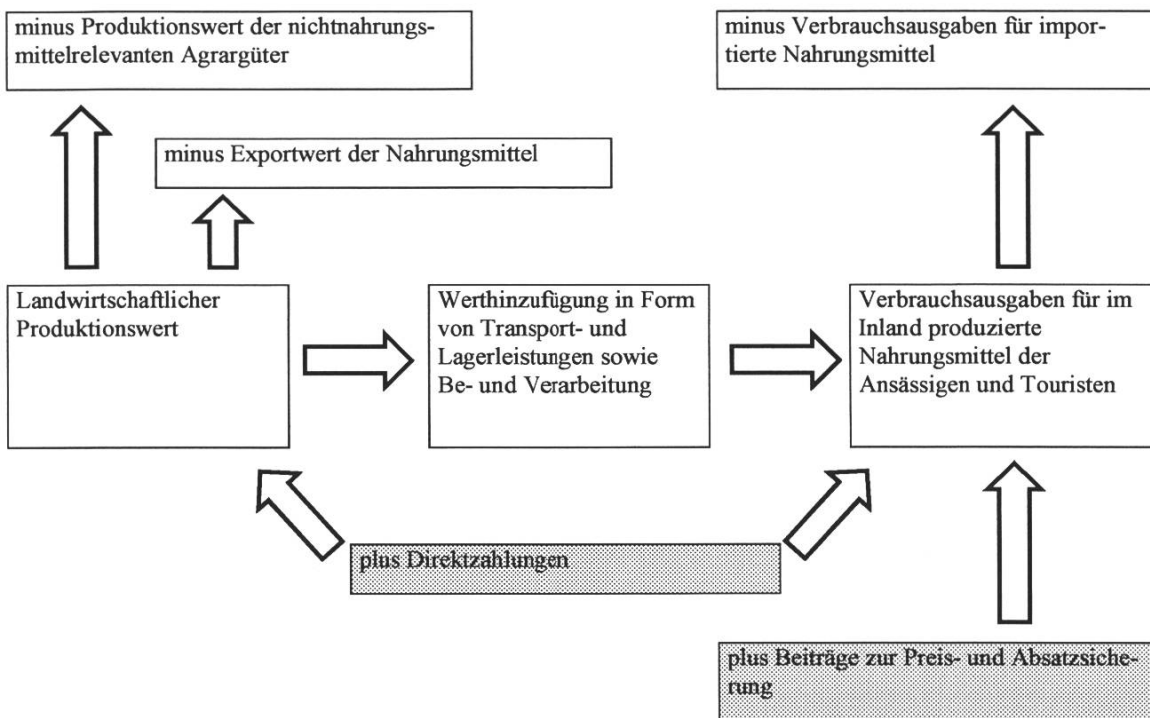 minus Produktionswert der nichtnahrungs-
mittelrelevanten Agrargüter
minus Verbrauchsausgaben für impor-
tierte Nahrungsmittel
minus Exportwert der Nahrungsmittel
Landwirtschaftlicher
Produktionswert
Werthinzufügung in Form
von Transport- und
Lagerleistungen sowie
Be- und Verarbeitung
Verbrauchsausgaben für im
Inland produzierte
Nahrungsmittel der
Ansässigen und Touristen
plus Direktzahlungen
plus Beiträge zur Preis- und Absatzsiche-
rung